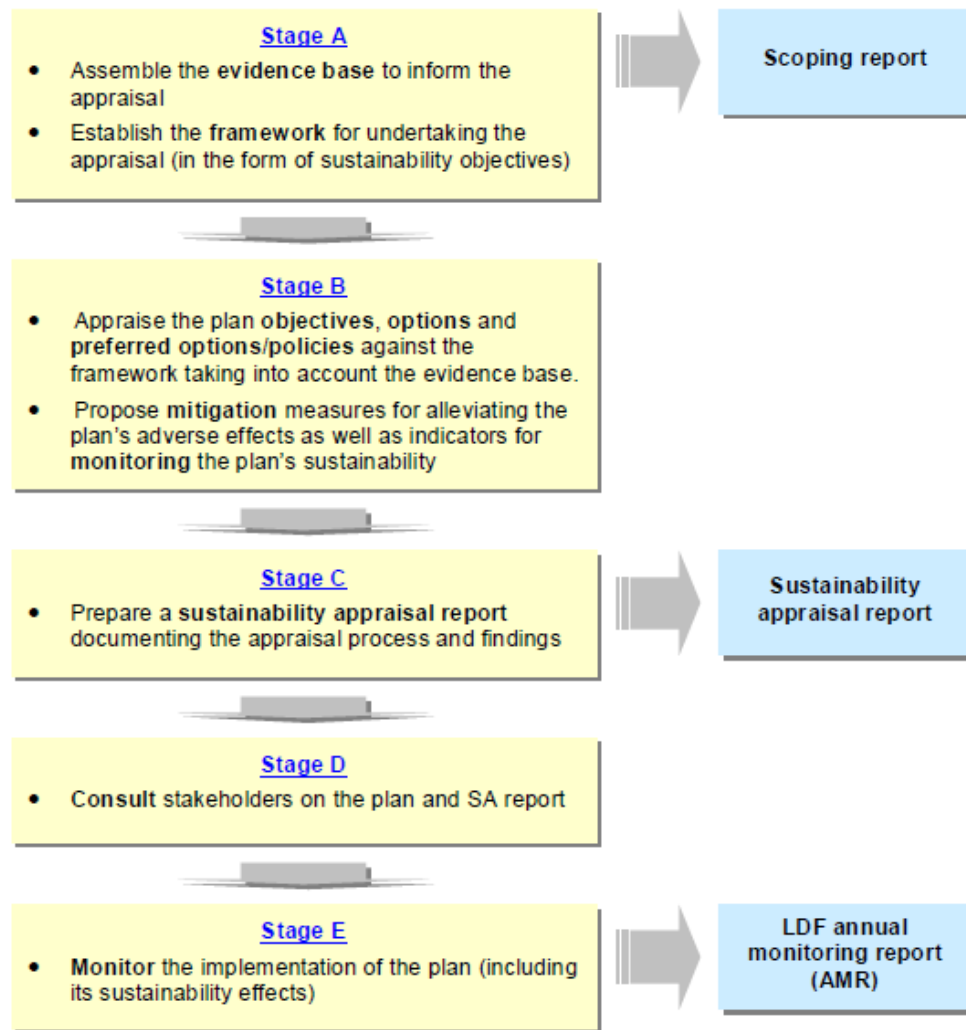 Stage A
• Assemble the evidence base to inform the
appraisal
• Establish the framework for undertaking the
appraisal (in the form of sustainability objectives)
Scoping report
Stage B
• Appraise the plan objectives, options and
preferred options/policies against the
framework taking into account the evidence base.
• Propose mitigation measures for alleviating the
plan's adverse effects as well as indicators for
monitoring the plan's sustainability
Stage C
• Prepare a sustainability appraisal report
documenting the appraisal process and findings
Sustainability
appraisal report
Stage D
• Consult stakeholders on the plan and SA report
Stage E
• Monitor the implementation of the plan (including
its sustainability effects)
LDF annual
monitoring report
(AMR)